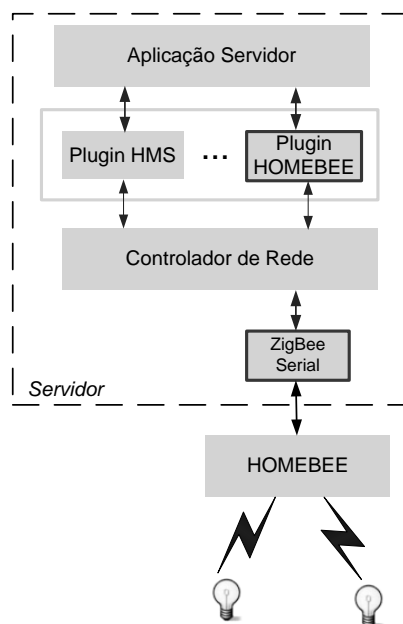 Aplicação Servidor
Plugin HMS
...
Plugin
HOMEBEE
Controlador de Rede
ZigBee
Serial
Servidor
HOMEBEE